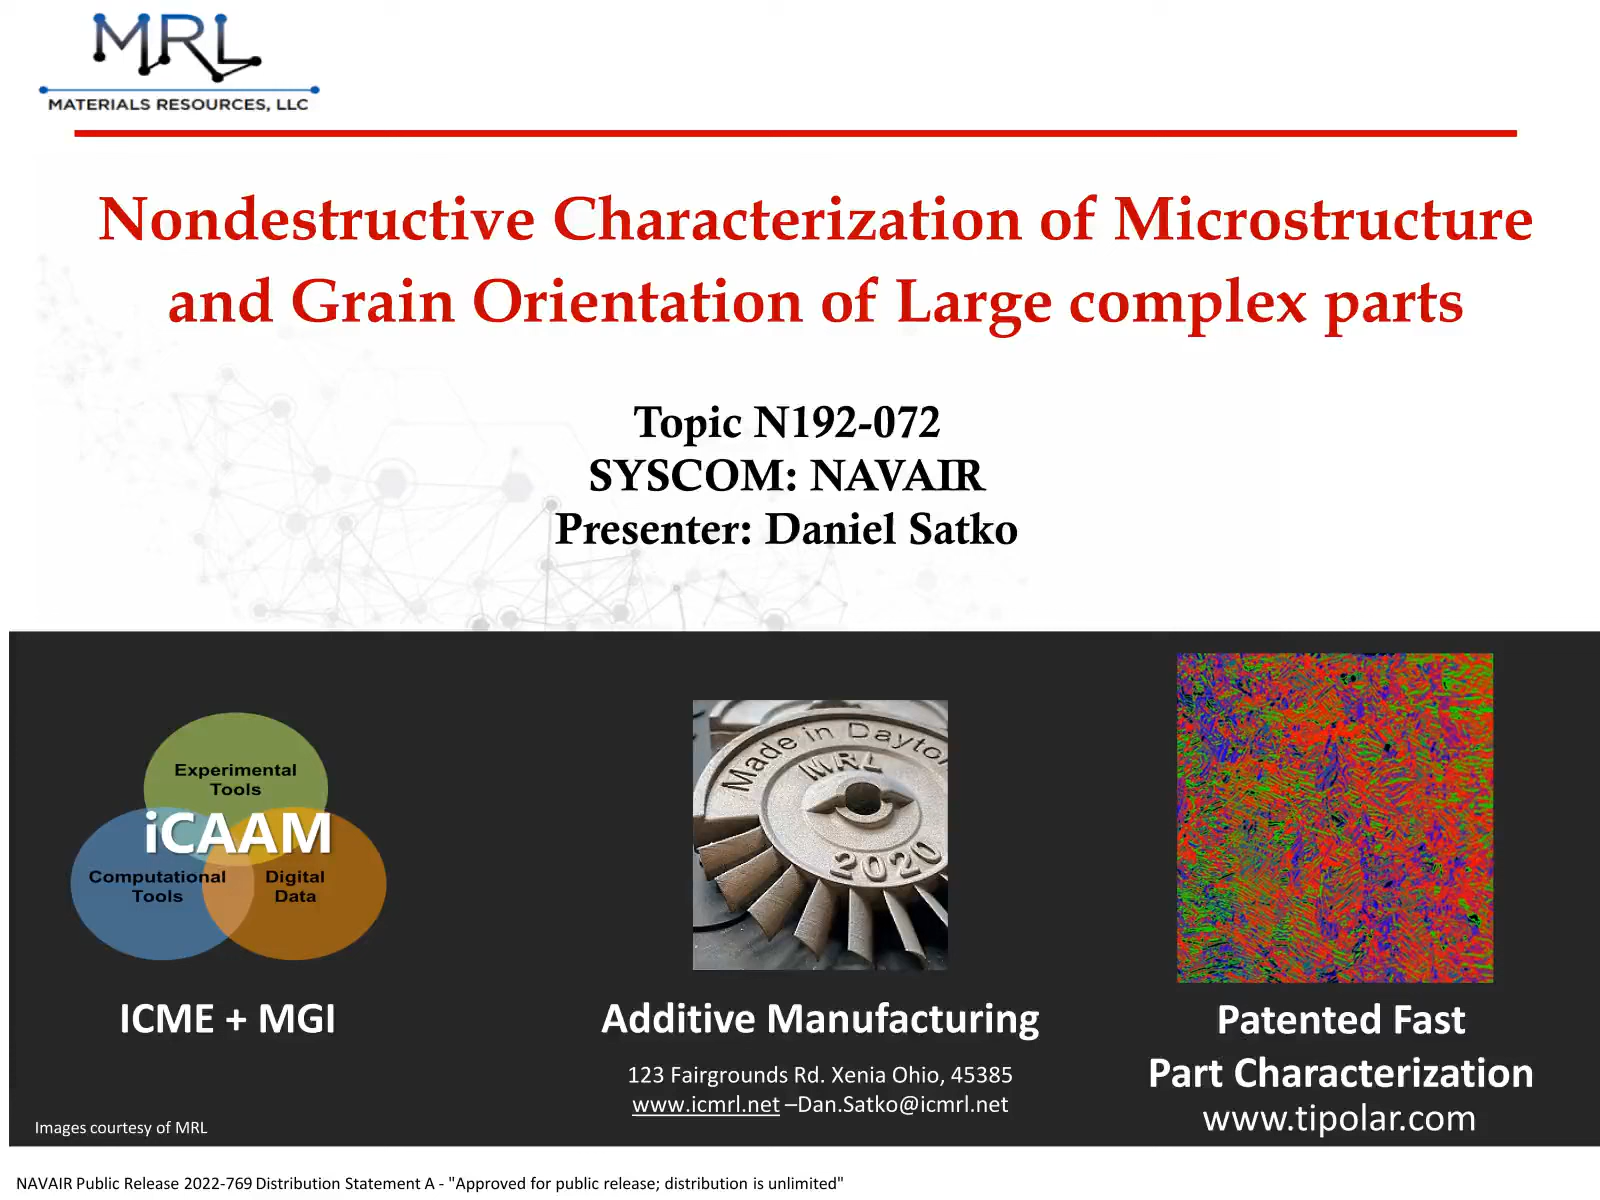 MRL
MATERIALS RESOURCES, LLC
Nondestructive Characterization of Microstructure
and Grain Orientation of Large complex parts
Topic N192-072
SYSCOM: NAVAIR
Presenter: Daniel Satko
Experimental
Tools
iCAAM
Computational
Tools
Digital
Data
ICME + MGI
Made in Dayto
MRL
2020
Additive Manufacturing
123 Fairgrounds Rd. Xenia Ohio, 45385
www.icmrl.net –Dan.Satko@icmrl.net
Patented Fast
Part Characterization
www.tipolar.com
Images courtesy of MRL
NAVAIR Public Release 2022-769 Distribution Statement A - "Approved for public release; distribution is unlimited"